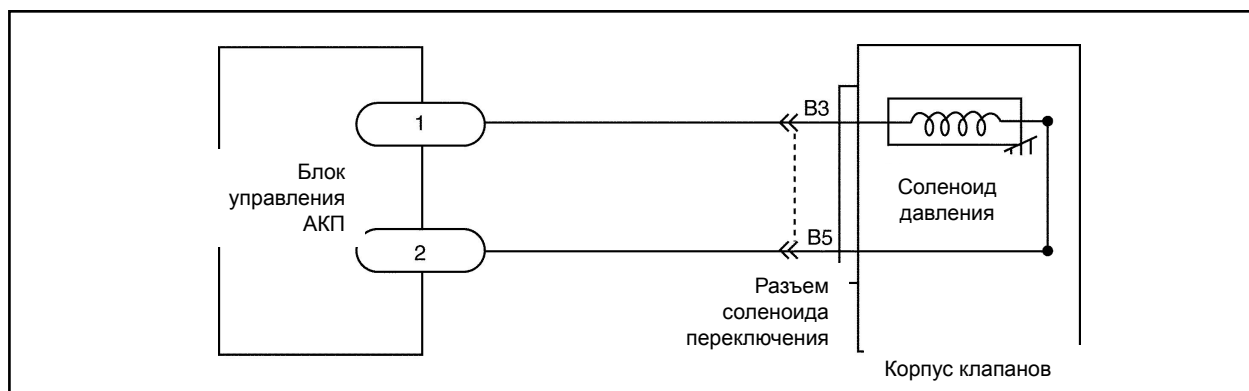 1
B3
Блок
управления
АКП
Соленоид
давления
2
B5
Разъем
соленоида
переключения
Корпус клапанов